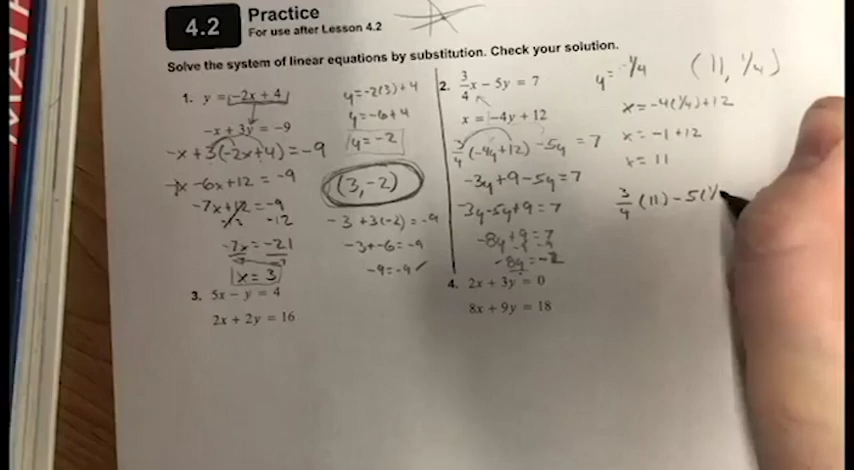 MATH
4.2
Practice
For use after Lesson 4.2
Solve the system of linear equations by substitution. Check your solution.
1. y = -2x + 4
-x + 3y = -9
-x + 3(-2x+4) = -9
-x -6x+12 = -9
-7x+12 = -9
-12 -12
-7x = -21
x = 3
y=-2(3)+4
y=-6+4
y=-2
(3,-2)
-3 +3(-2) = -9
-3+-6=-9
-9=-9 ✓
2. 3/4 x - 5y = 7
x = -4y + 12
3/4 (-4y+12) -5y = 7
-3y+9-5y=7
-3y-5y+9=7
-8y+9=7
-9 -9
-8y=-2
y= 1/4
(11, 1/4)
x=-4(1/4)+12
x=-1+12
x=11
3/4 (11)-5(1/
3. 5x - y = 4
2x + 2y = 16
4. 2x + 3y = 0
8x + 9y = 18